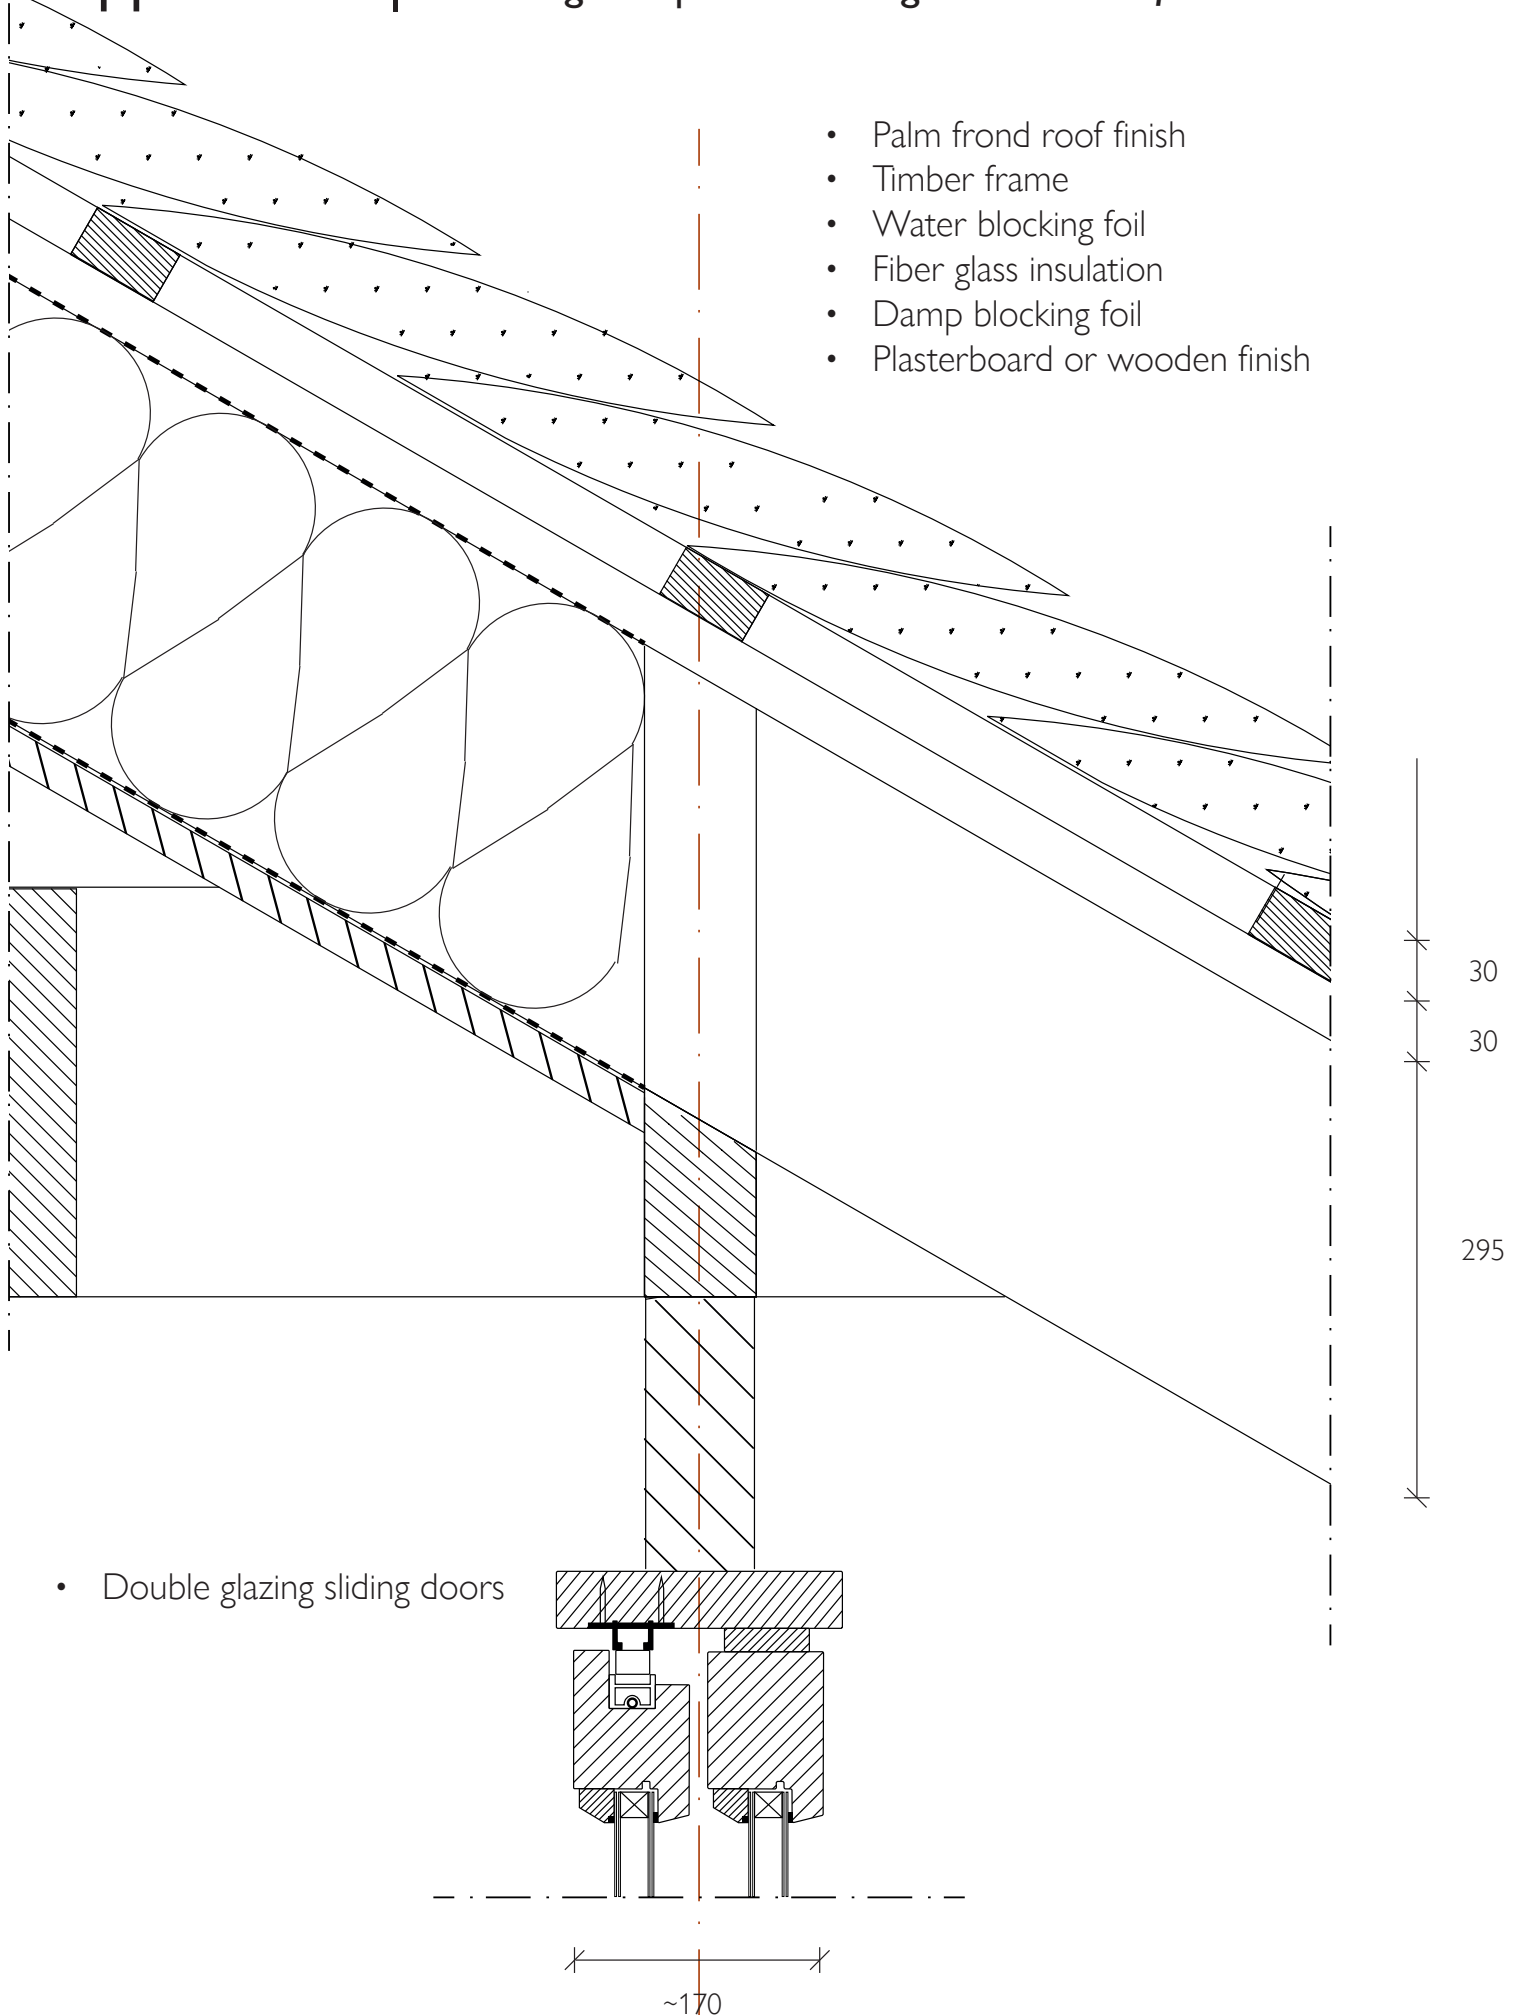 • Palm frond roof finish
• Timber frame
• Water blocking foil
• Fiber glass insulation
• Damp blocking foil
• Plasterboard or wooden finish
30
30
295
• Double glazing sliding doors
~170